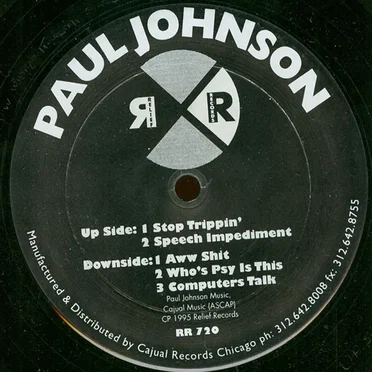 PAUL JOHNSON
R R
RELIEF RECORDS
Up Side: 1 Stop Trippin'
2 Speech Impediment
Downside: 1 Aww Shit
2 Who's Psy Is This
3 Computers Talk
Paul Johnson Music,
Cajual Music (ASCAP)
CP 1995 Relief Records
RR 720
Manufactured & Distributed by Cajual Records Chicago ph: 312.642.8008 fx: 312.642.8755